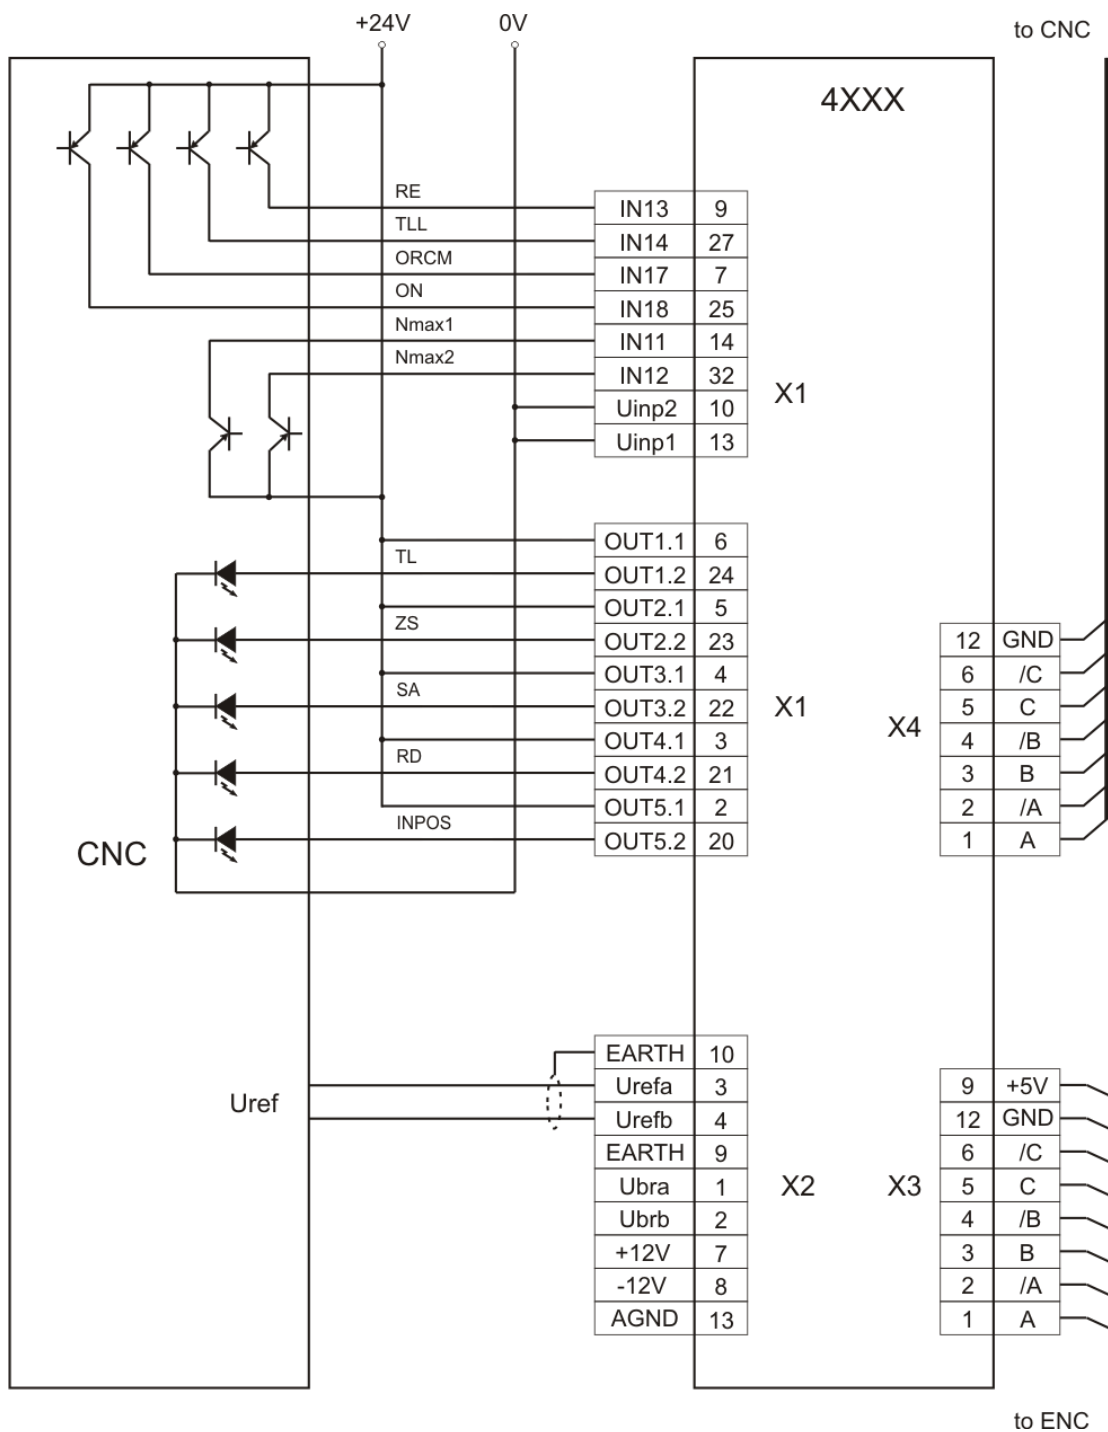 +24V 0V to CNC
4XXX
RE IN13 9
TLL IN14 27
ORCM IN17 7
ON IN18 25
Nmax1 IN11 14
Nmax2 IN12 32
X1
Uinp2 10
Uinp1 13
OUT1.1 6
TL OUT1.2 24
OUT2.1 5
ZS OUT2.2 23 12 GND
OUT3.1 4 6 /C
SA OUT3.2 22 X1 5 C
X4
OUT4.1 3 4 /B
RD OUT4.2 21 3 B
OUT5.1 2 2 /A
INPOS OUT5.2 20 1 A
CNC
EARTH 10
Urefa 3 9 +5V
Uref
Urefb 4 12 GND
EARTH 9 6 /C
Ubra 1 X2 X3 5 C
Ubrb 2 4 /B
+12V 7 3 B
-12V 8 2 /A
AGND 13 1 A
to ENC